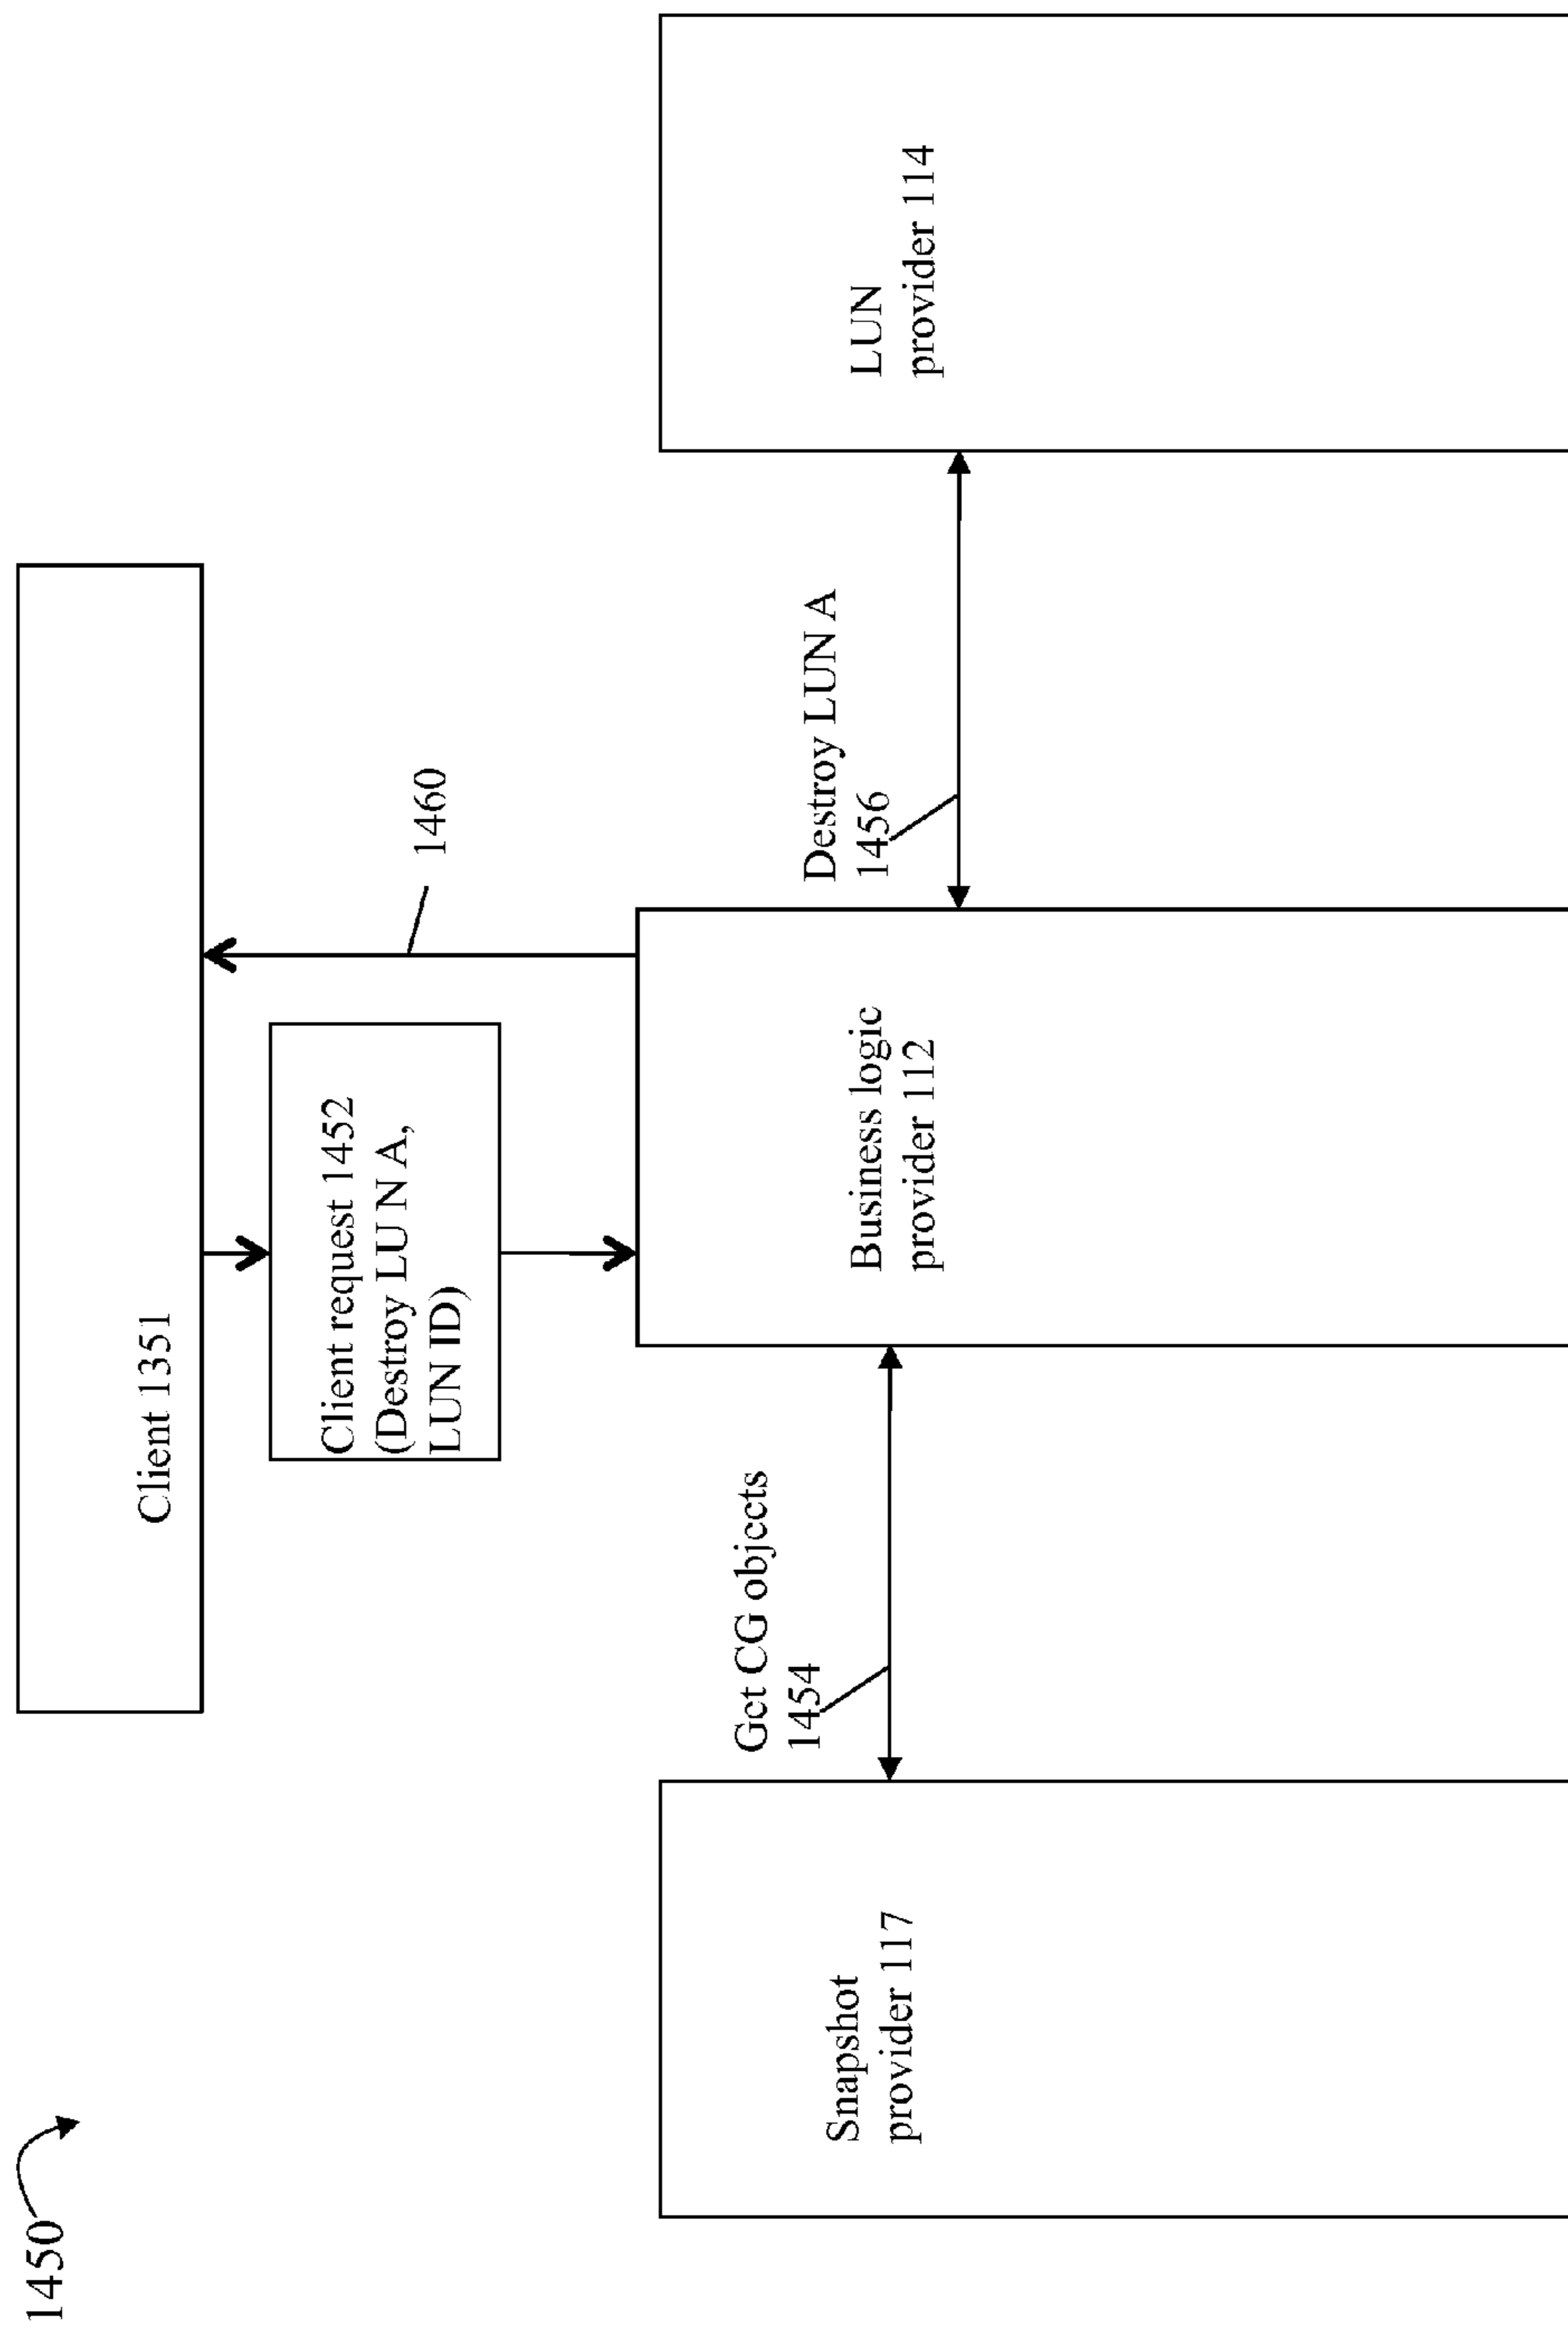 1450
Client 1351
Client request 1452
(Destroy LU N A,
LUN ID)
1460
Get CG objects
1454
Destroy LUN A
1456
Snapshot
provider 117
Business logic
provider 112
LUN
provider 114